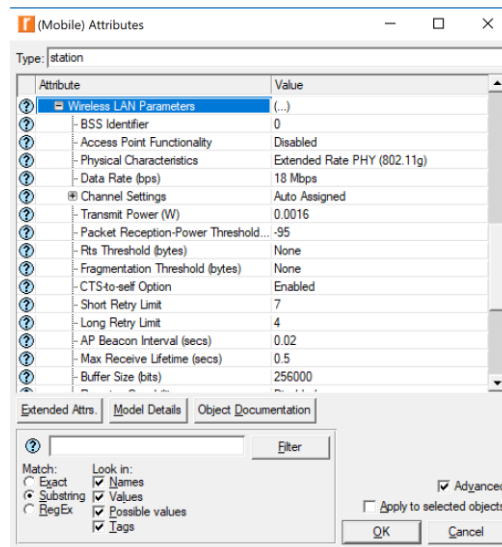 (Mobile) Attributes
Type: station
Attribute Value
Wireless LAN Parameters (...)
BSS Identifier 0
Access Point Functionality Disabled
Physical Characteristics Extended Rate PHY (802.11g)
Data Rate (bps) 18 Mbps
Channel Settings Auto Assigned
Transmit Power (W) 0.0016
Packet Reception-Power Threshold... -95
Rts Threshold (bytes) None
Fragmentation Threshold (bytes) None
CTS-to-self Option Enabled
Short Retry Limit 7
Long Retry Limit 4
AP Beacon Interval (secs) 0.02
Max Receive Lifetime (secs) 0.5
Buffer Size (bits) 256000
Extended Attrs. Model Details Object Documentation
Filter
Match: Look in:
Exact Names
Substring Values
RegEx Possible values
Tags
Advanced
Apply to selected objects
OK Cancel